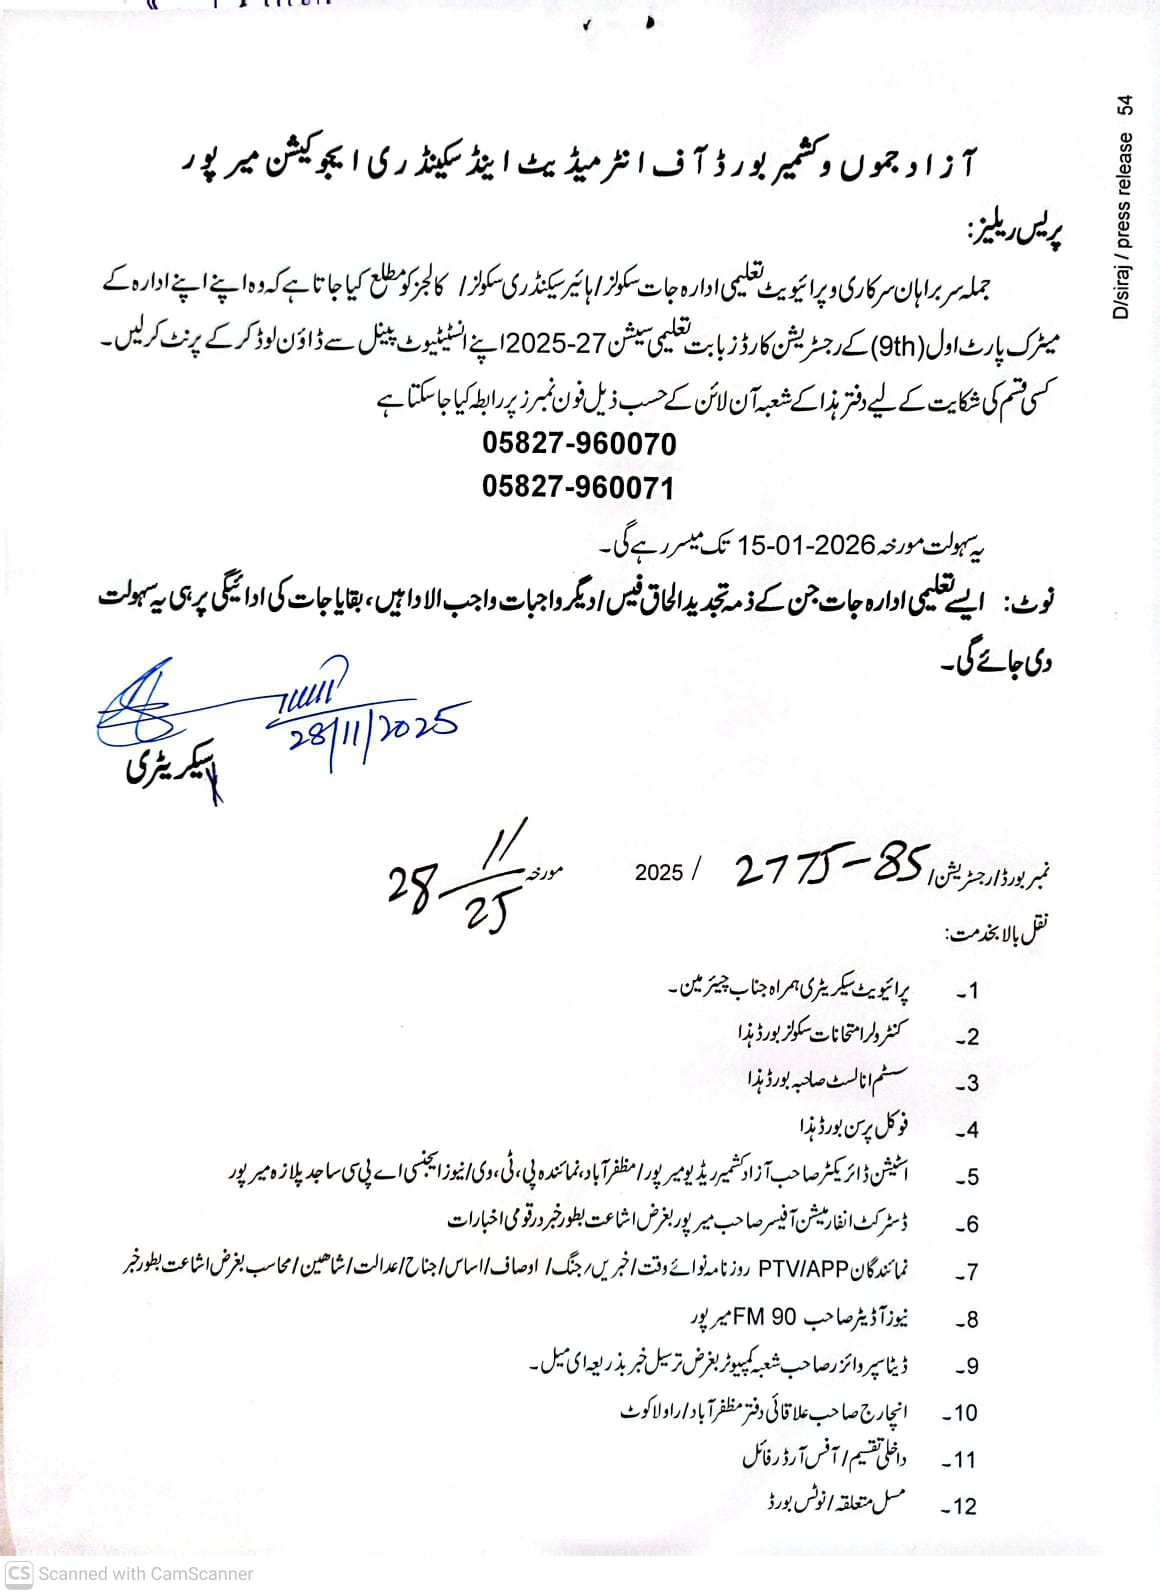 D/siraj / press release 54
آزاد جموں و کشمیر بورڈ آف انٹرمیڈیٹ اینڈ سکینڈری ایجوکیشن میرپور
پریس ریلیز:
جملہ سربراہان سرکاری و پرائیویٹ تعلیمی ادارہ جات سکولز/ہائیر سیکنڈری سکولز/ کالجز کو مطلع کیا جاتا ہے کہ وہ اپنے اپنے ادارہ کے
میٹرک پارٹ اول (9th) کے رجسٹریشن کارڈز بابت تعلیمی سیشن 27-2025 اپنے انسٹیٹیوٹ پینل سے ڈاؤن لوڈ کر کے پرنٹ کرلیں۔
کسی قسم کی شکایت کے لیے دفتر ہذا کے شعبہ آن لائن کے حسب ذیل فون نمبرز پر رابطہ کیا جاسکتا ہے
05827-960070
05827-960071
یہ سہولت مورخہ 15-01-2026 تک میسر رہے گی۔
نوٹ: ایسے تعلیمی ادارہ جات جن کے ذمہ تجدید الحاق فیس/دیگر واجبات واجب الادا ہیں، بقایا جات کی ادائیگی پر ہی یہ سہولت
دی جائے گی۔
28/11/2025
سیکریٹری
نمبر بورڈ/رجسٹریشن/ 2775-85 / 2025 مورخہ 28/11/25
نقل بالا بخدمت:
1۔ پرائیویٹ سیکریٹری ہمراہ جناب چیئرمین۔
2۔ کنٹرولر امتحانات سکولز بورڈ ہذا
3۔ سسٹم انالسٹ صاحبہ بورڈ ہذا
4۔ فوکل پرسن بورڈ ہذا
5۔ اسٹیشن ڈائریکٹر صاحب آزاد کشمیر ریڈیو میرپور/مظفرآباد، نمائندہ پی، ٹی، وی/نیوز ایجنسی اے پی سی ساجد پلازہ میرپور
6۔ ڈسٹرکٹ انفارمیشن آفیسر صاحب میرپور بغرض اشاعت بطور خبر در قومی اخبارات
7۔ نمائندگان PTV/APP روزنامہ نوائے وقت/خبریں/جنگ/ اوصاف/اساس/جناح/عدالت/شاہین/محاسب بغرض اشاعت بطور خبر
8۔ نیوز آڈیٹر صاحب FM 90 میرپور
9۔ ڈیٹا سپروائزر صاحب شعبہ کمپیوٹر بغرض ترسیل خبر بذریعہ ای میل۔
10۔ انچارج صاحب علاقائی دفتر مظفرآباد/راولاکوٹ
11۔ داخلی تقسیم/آفس آرڈر فائل
12۔ مسل متعلقہ/نوٹس بورڈ
CS Scanned with CamScanner